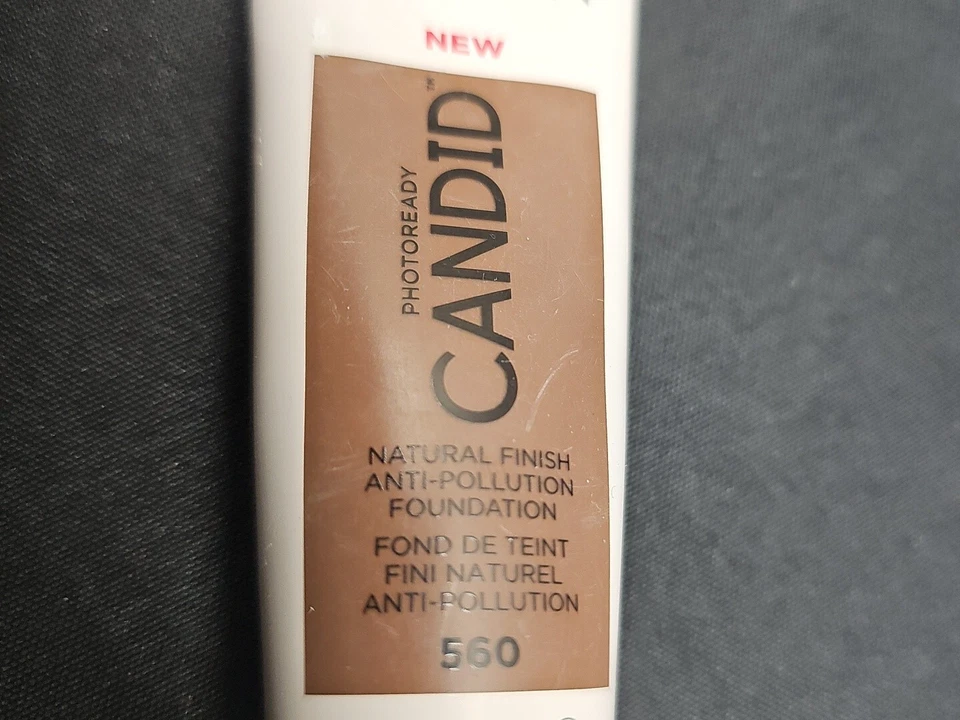 NEW
PHOTOREADY
CANDID™
NATURAL FINISH
ANTI-POLLUTION
FOUNDATION
FOND DE TEINT
FINI NATUREL
ANTI-POLLUTION
560